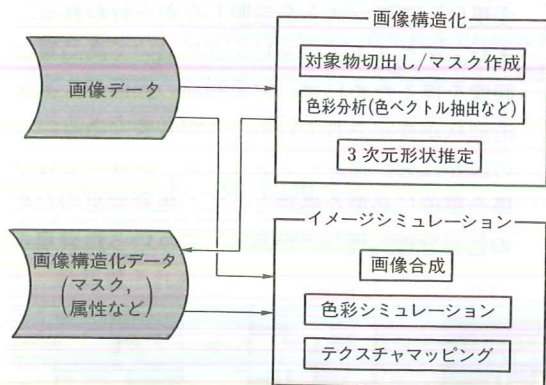 画像構造化
対象物切出し/マスク作成
色彩分析(色ベクトル抽出など)
3次元形状推定
画像データ
画像構造化データ
(マスク,
属性など)
イメージシミュレーション
画像合成
色彩シミュレーション
テクスチャマッピング